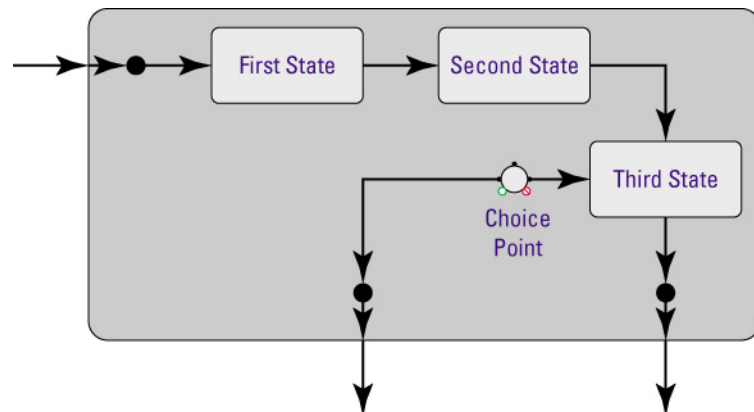 First State
Second State
Third State
Choice
Point